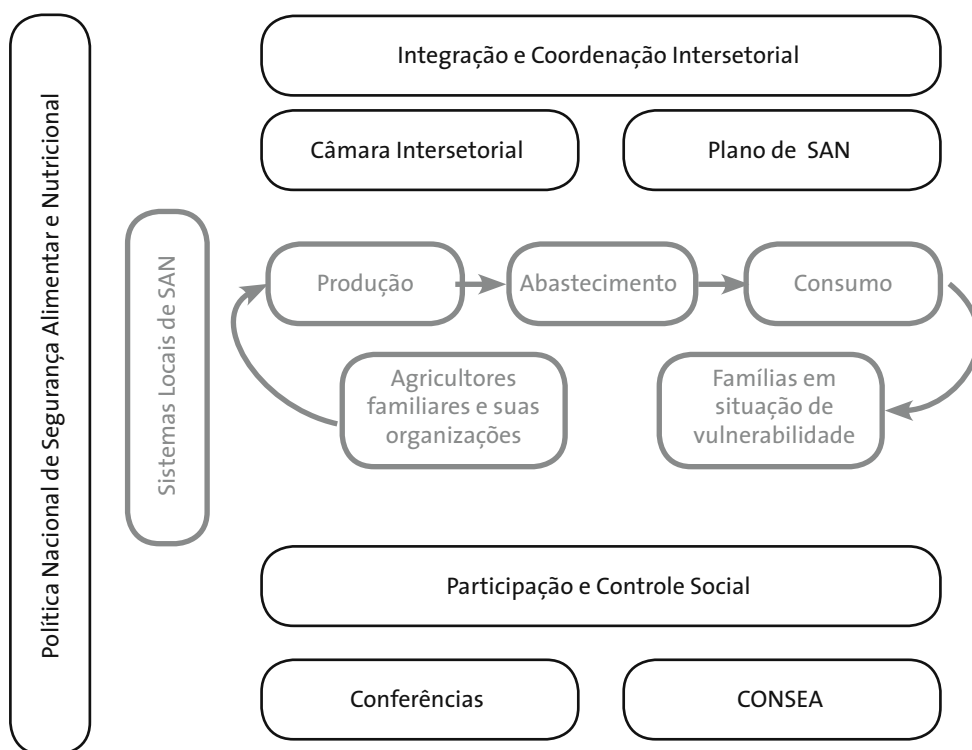 Política Nacional de Segurança Alimentar e Nutricional
Integração e Coordenação Intersetorial
Câmara Intersetorial
Plano de SAN
Sistemas Locais de SAN
Produção
Abastecimento
Consumo
Agricultores
familiares e suas
organizações
Famílias em
situação de
vulnerabilidade
Participação e Controle Social
Conferências
CONSEA